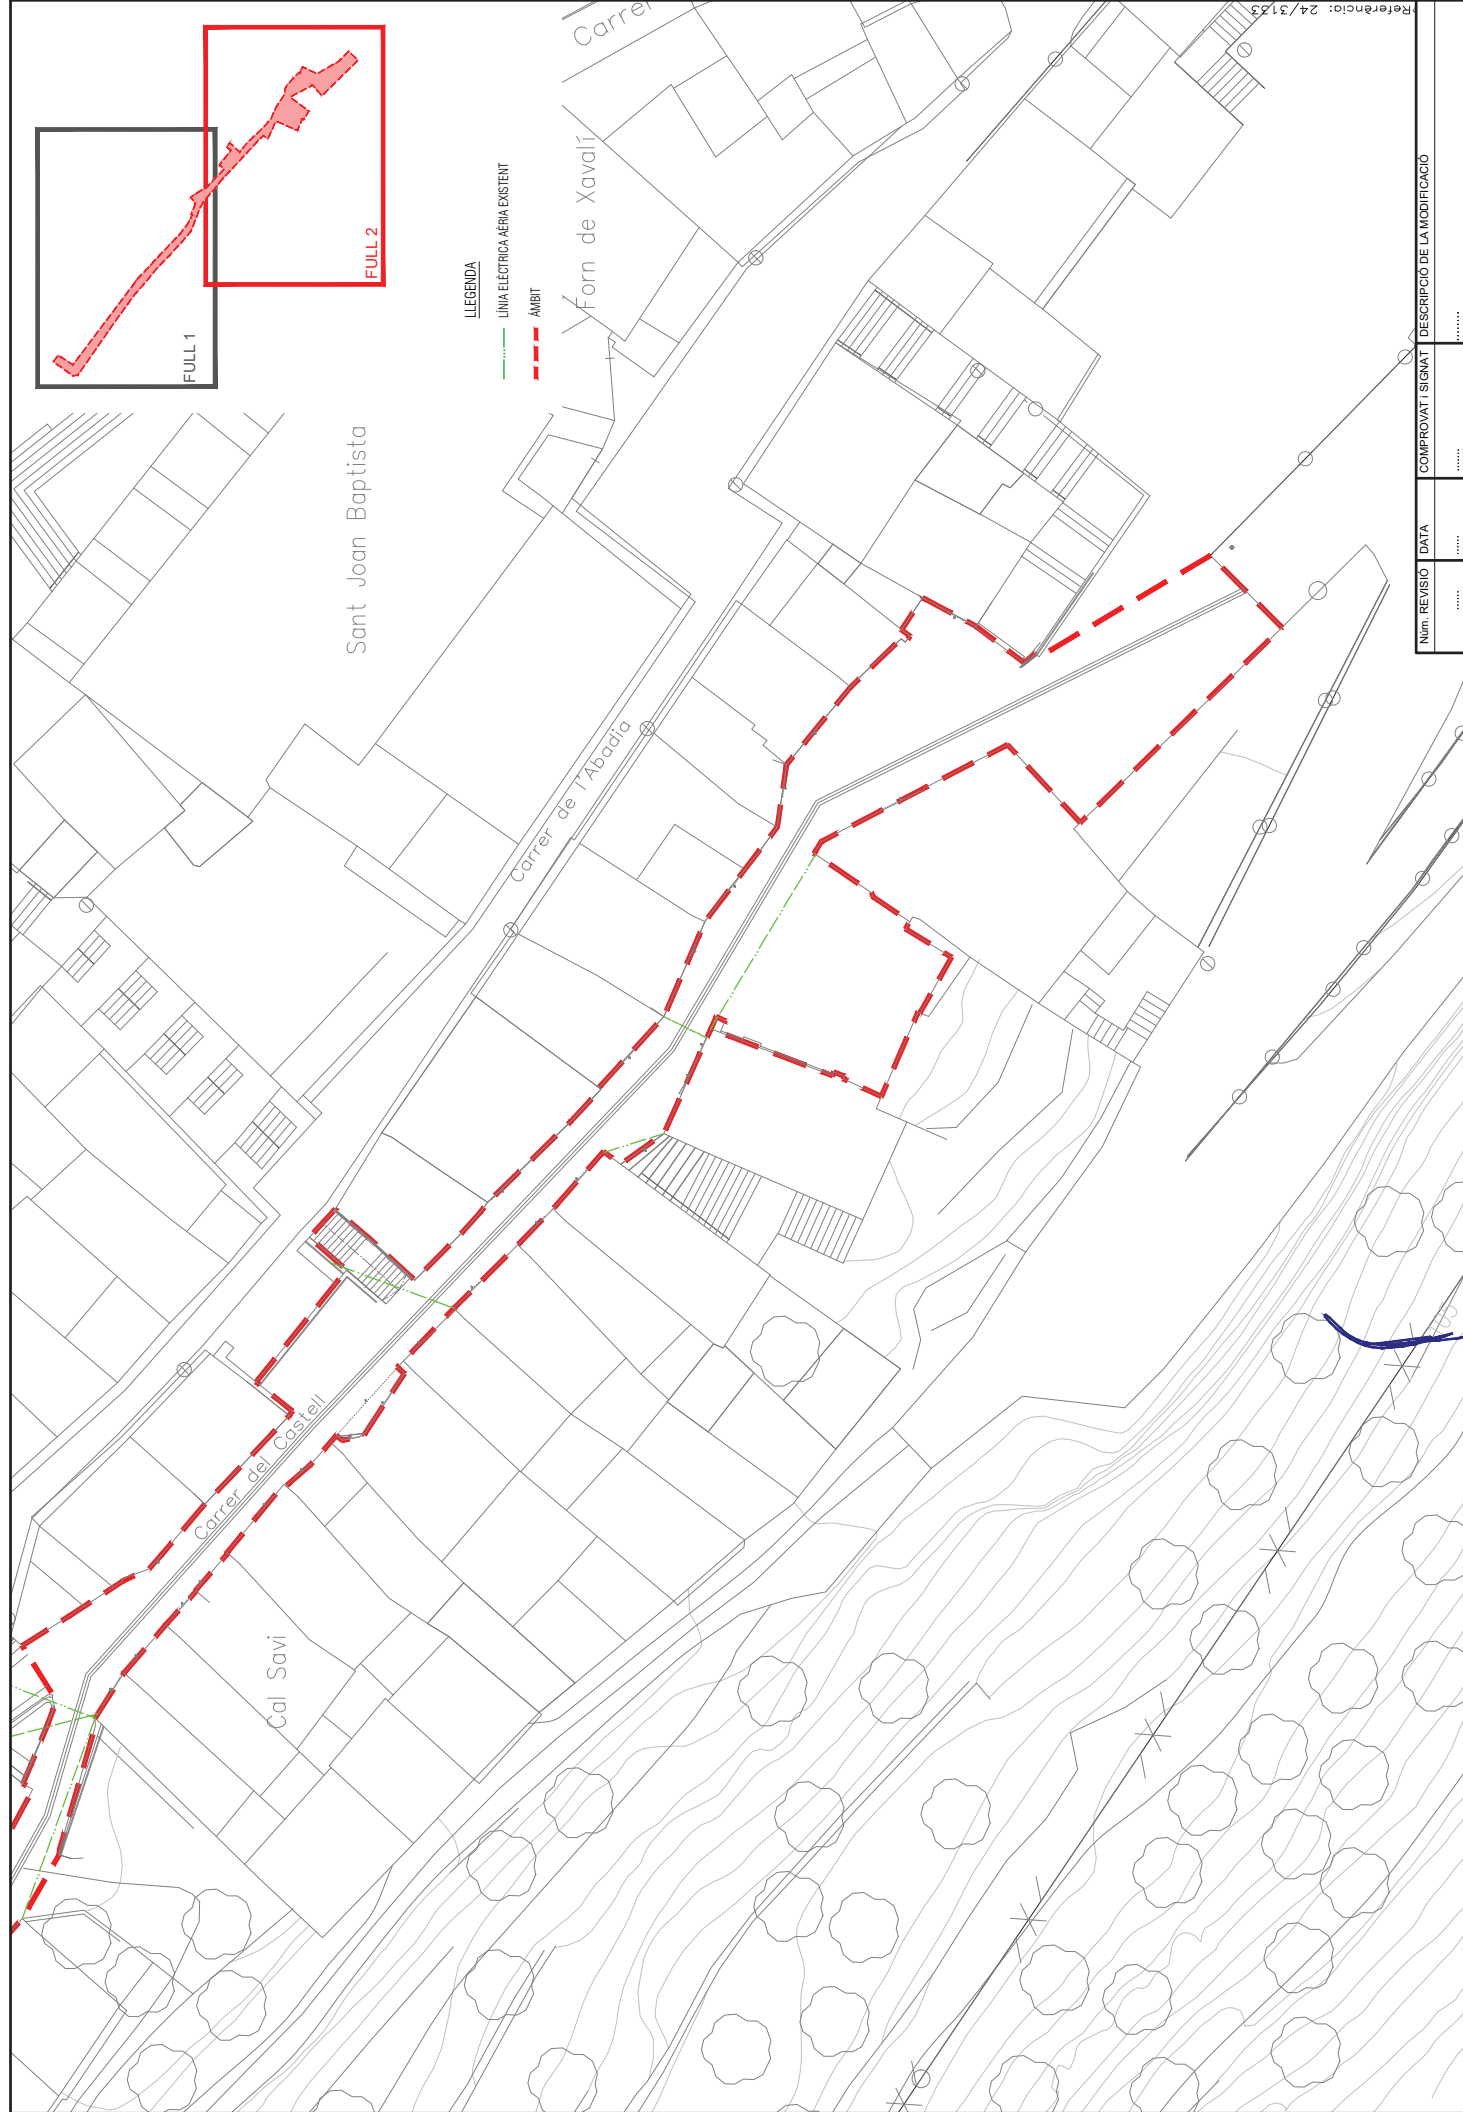 FULL 1
FULL 2
LLEGENDA
LÍNIA ELÈCTRICA AÈRIA EXISTENT
ÀMBIT
Carrer
Forn de Xavalí
Sant Joan Baptista
Carrer de l'Abadia
Carrer del Castell
Cal Savi
Referència: 24/3133
Núm. REVISIÓ DATA COMPROVAT i SIGNAT DESCRIPCIÓ DE LA MODIFICACIÓ
...... ...... ....... .........